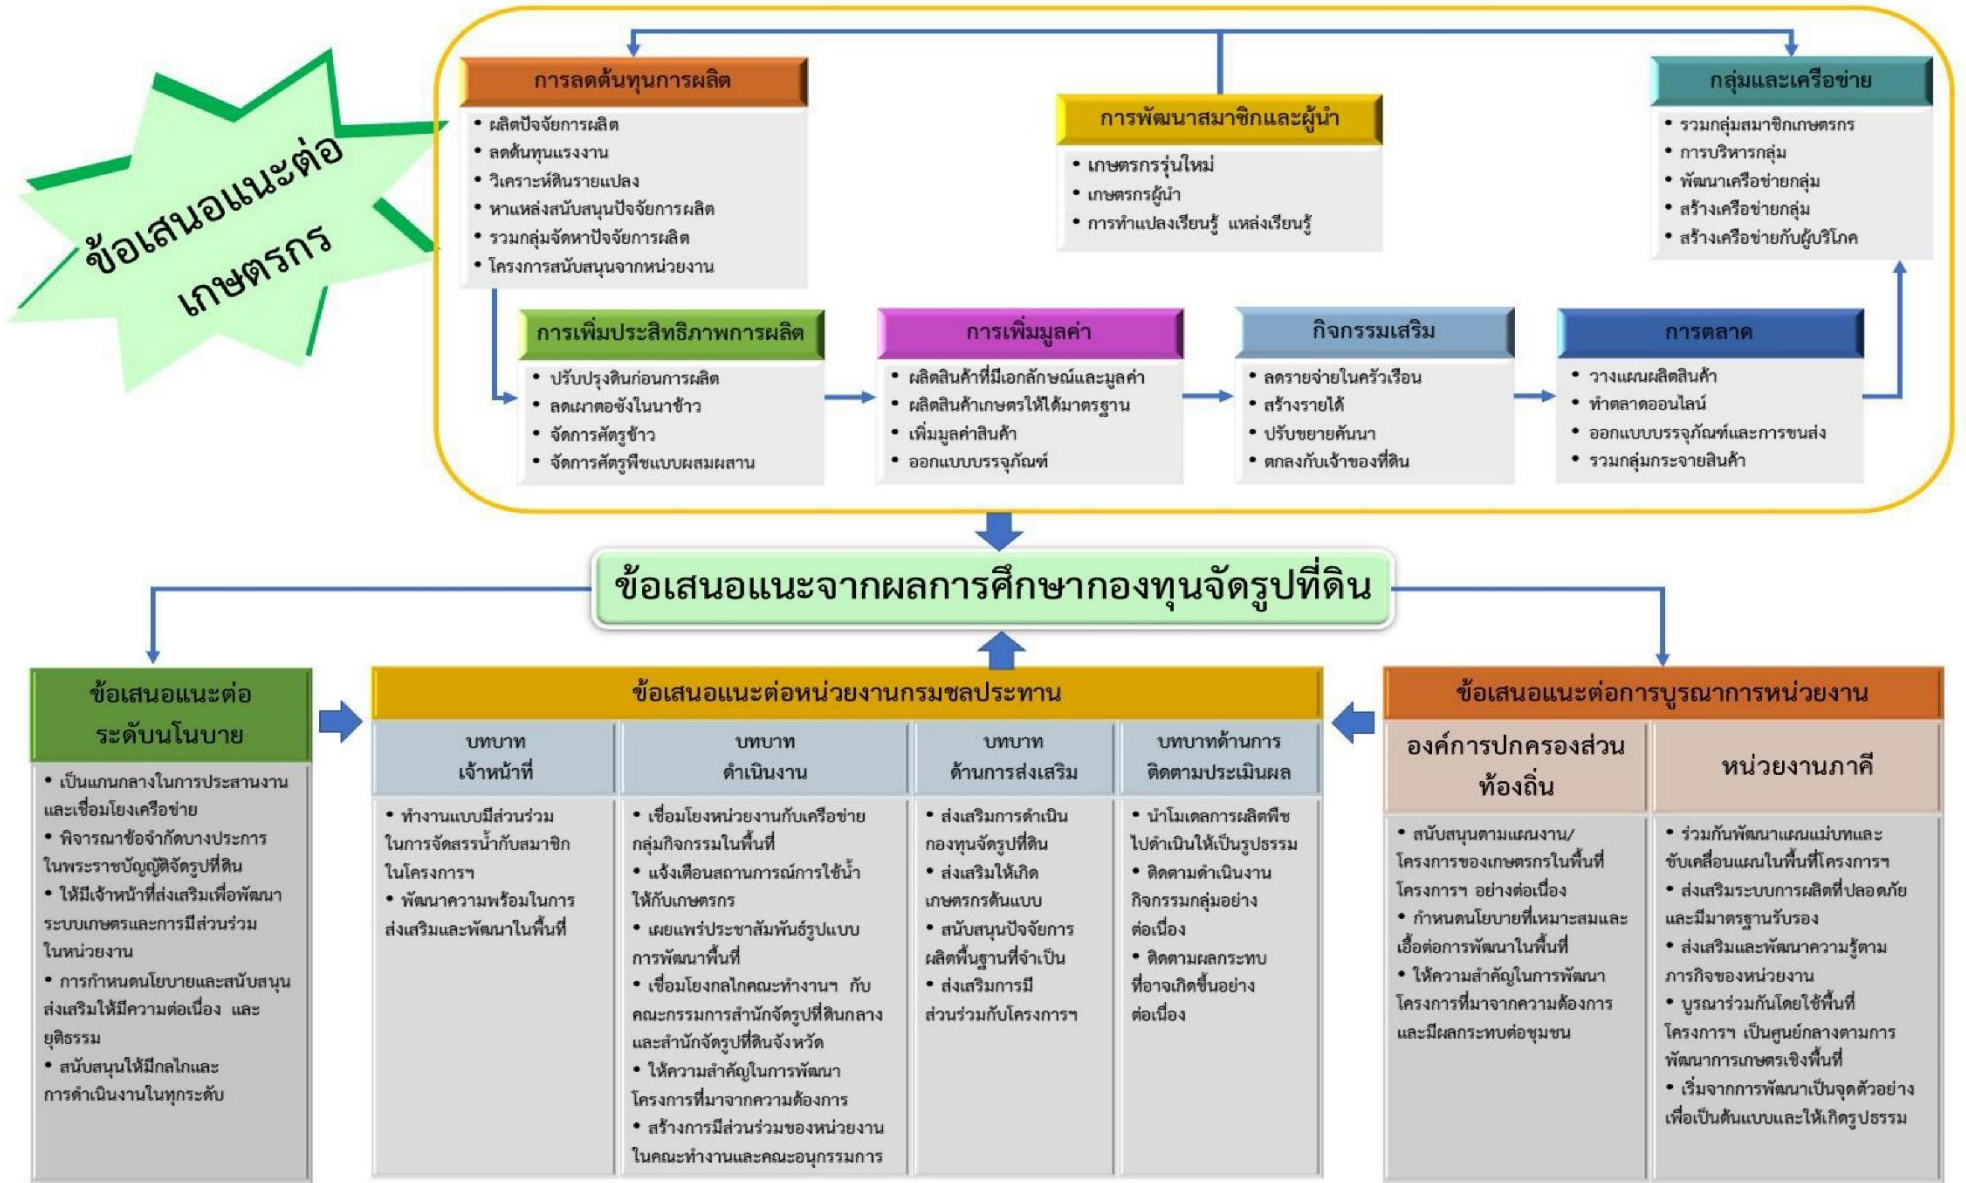 ข้อเสนอแนะต่อ
เกษตรกร
การลดต้นทุนการผลิต
• ผลิตปัจจัยการผลิต
• ลดต้นทุนแรงงาน
• วิเคราะห์ดินรายแปลง
• หาแหล่งสนับสนุนปัจจัยการผลิต
• รวมกลุ่มจัดหาปัจจัยการผลิต
• โครงการสนับสนุนจากหน่วยงาน
การพัฒนาสมาชิกและผู้นำ
• เกษตรกรรุ่นใหม่
• เกษตรกรผู้นำ
• การทำแปลงเรียนรู้ แหล่งเรียนรู้
กลุ่มและเครือข่าย
• รวมกลุ่มสมาชิกเกษตรกร
• การบริหารกลุ่ม
• พัฒนาเครือข่ายกลุ่ม
• สร้างเครือข่ายกลุ่ม
• สร้างเครือข่ายกับผู้บริโภค
การเพิ่มประสิทธิภาพการผลิต
• ปรับปรุงดินก่อนการผลิต
• ลดเผาตอซังในนาข้าว
• จัดการศัตรูข้าว
• จัดการศัตรูพืชแบบผสมผสาน
การเพิ่มมูลค่า
• ผลิตสินค้าที่มีเอกลักษณ์และมูลค่า
• ผลิตสินค้าเกษตรให้ได้มาตรฐาน
• เพิ่มมูลค่าสินค้า
• ออกแบบบรรจุภัณฑ์
กิจกรรมเสริม
• ลดรายจ่ายในครัวเรือน
• สร้างรายได้
• ปรับขยายคันนา
• ตกลงกับเจ้าของที่ดิน
การตลาด
• วางแผนผลิตสินค้า
• ทำตลาดออนไลน์
• ออกแบบบรรจุภัณฑ์และการขนส่ง
• รวมกลุ่มกระจายสินค้า
ข้อเสนอแนะจากผลการศึกษากองทุนจัดรูปที่ดิน
ข้อเสนอแนะต่อ
ระดับนโนบาย
• เป็นแกนกลางในการประสานงาน
และเชื่อมโยงเครือข่าย
• พิจารณาข้อจำกัดบางประการ
ในพระราชบัญญัติจัดรูปที่ดิน
• ให้มีเจ้าหน้าที่ส่งเสริมเพื่อพัฒนา
ระบบเกษตรและการมีส่วนร่วม
ในหน่วยงาน
• การกำหนดนโยบายและสนับสนุน
ส่งเสริมให้มีความต่อเนื่อง และ
ยุติธรรม
• สนับสนุนให้มีกลไกและ
การดำเนินงานในทุกระดับ
ข้อเสนอแนะต่อหน่วยงานกรมชลประทาน
บทบาท
เจ้าหน้าที่
• ทำงานแบบมีส่วนร่วม
ในการจัดสรรน้ำกับสมาชิก
ในโครงการฯ
• พัฒนาความพร้อมในการ
ส่งเสริมและพัฒนาในพื้นที่
บทบาท
ดำเนินงาน
• เชื่อมโยงหน่วยงานกับเครือข่าย
กลุ่มกิจกรรมในพื้นที่
• แจ้งเตือนสถานการณ์การใช้น้ำ
ให้กับเกษตรกร
• เผยแพร่ประชาสัมพันธ์รูปแบบ
การพัฒนาพื้นที่
• เชื่อมโยงกลไกคณะทำงานฯ กับ
คณะกรรมการสำนักจัดรูปที่ดินกลาง
และสำนักจัดรูปที่ดินจังหวัด
• ให้ความสำคัญในการพัฒนา
โครงการที่มาจากความต้องการ
• สร้างการมีส่วนร่วมของหน่วยงาน
ในคณะทำงานและคณะอนุกรรมการ
บทบาท
ด้านการส่งเสริม
• ส่งเสริมการดำเนิน
กองทุนจัดรูปที่ดิน
• ส่งเสริมให้เกิด
เกษตรกรต้นแบบ
• สนับสนุนปัจจัยการ
ผลิตพื้นฐานที่จำเป็น
• ส่งเสริมการมี
ส่วนร่วมกับโครงการฯ
บทบาทด้านการ
ติดตามประเมินผล
• นำโมเดลการผลิตพืช
ไปดำเนินให้เป็นรูปธรรม
• ติดตามดำเนินงาน
กิจกรรมกลุ่มอย่าง
ต่อเนื่อง
• ติดตามผลกระทบ
ที่อาจเกิดขึ้นอย่าง
ต่อเนื่อง
ข้อเสนอแนะต่อการบูรณาการหน่วยงาน
องค์การปกครองส่วน
ท้องถิ่น
• สนับสนุนตามแผนงาน/
โครงการของเกษตรกรในพื้นที่
โครงการฯ อย่างต่อเนื่อง
• กำหนดนโยบายที่เหมาะสมและ
เอื้อต่อการพัฒนาในพื้นที่
• ให้ความสำคัญในการพัฒนา
โครงการที่มาจากความต้องการ
และมีผลกระทบต่อชุมชน
หน่วยงานภาคี
• ร่วมกันพัฒนาแผนแม่บทและ
ขับเคลื่อนแผนในพื้นที่โครงการฯ
• ส่งเสริมระบบการผลิตที่ปลอดภัย
และมีมาตรฐานรับรอง
• ส่งเสริมและพัฒนาความรู้ตาม
ภารกิจของหน่วยงาน
• บูรณาร่วมกันโดยใช้พื้นที่
โครงการฯ เป็นศูนย์กลางตามการ
พัฒนาการเกษตรเชิงพื้นที่
• เริ่มจากการพัฒนาเป็นจุดตัวอย่าง
เพื่อเป็นต้นแบบและให้เกิดรูปธรรม